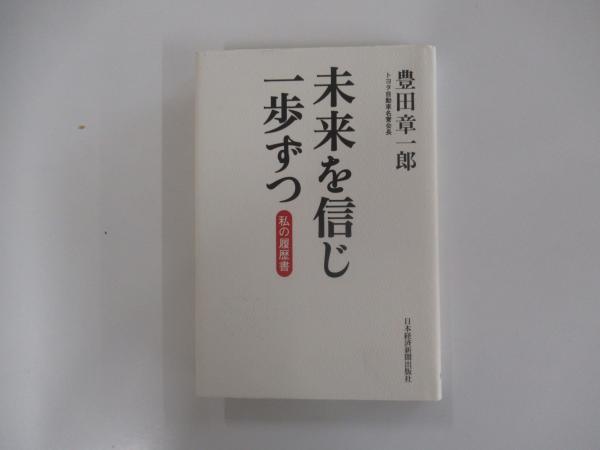 豊田章一郎
トヨタ自動車名誉会長
未来を信じ
一歩ずつ
私の履歴書
日本経済新聞出版社